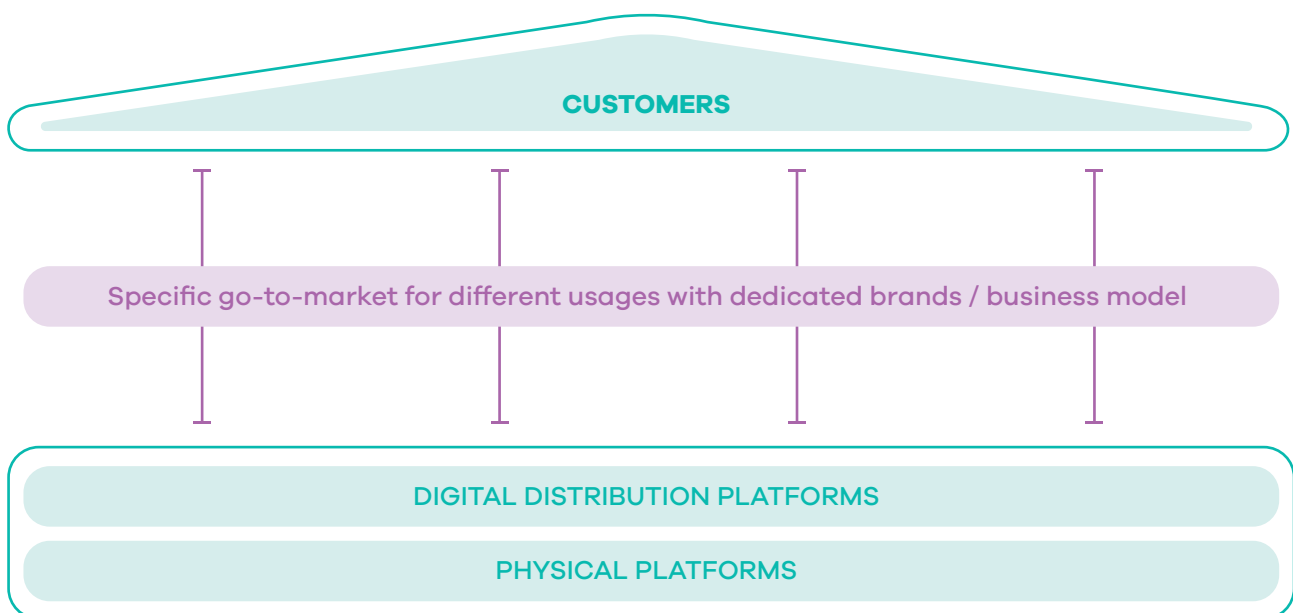 CUSTOMERS
Specific go-to-market for different usages with dedicated brands / business model
DIGITAL DISTRIBUTION PLATFORMS
PHYSICAL PLATFORMS